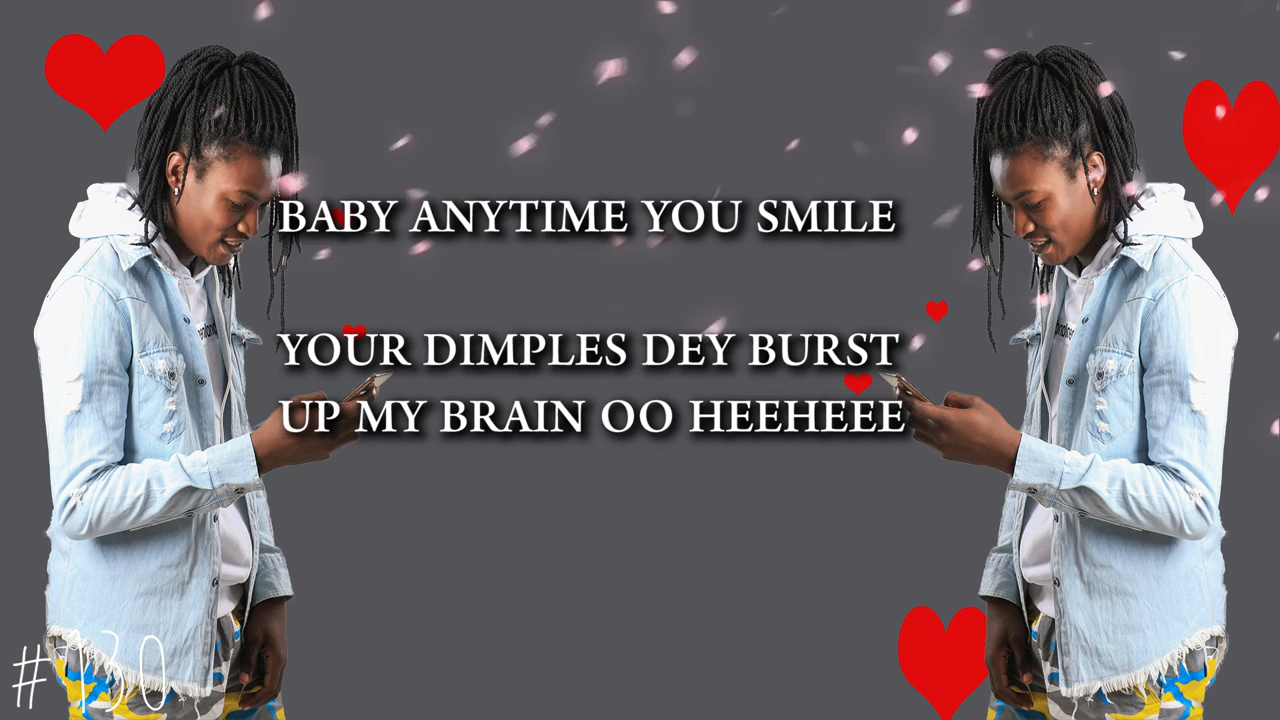 BABY ANYTIME YOU SMILE
YOUR DIMPLES DEY BURST
UP MY BRAIN OO HEEHEEE
#130